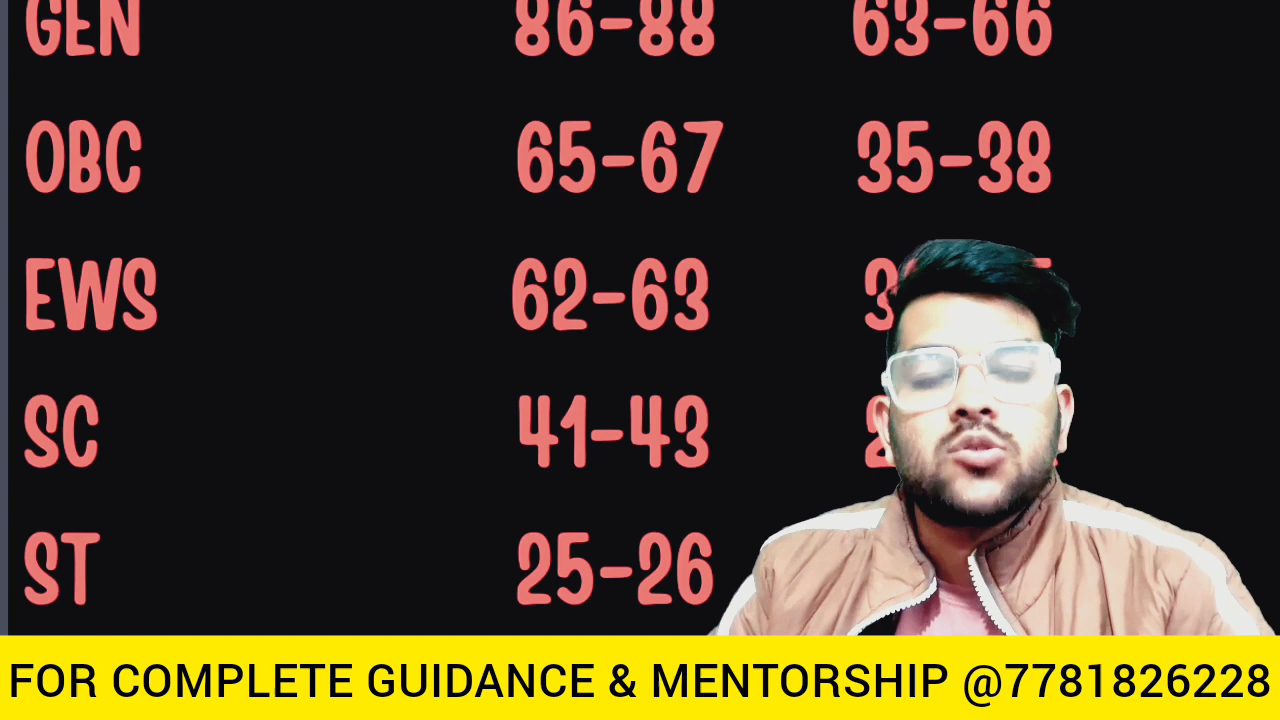 GEN 86-88 63-66
OBC 65-67 35-38
EWS 62-63
SC 41-43
ST 25-26
FOR COMPLETE GUIDANCE & MENTORSHIP @7781826228